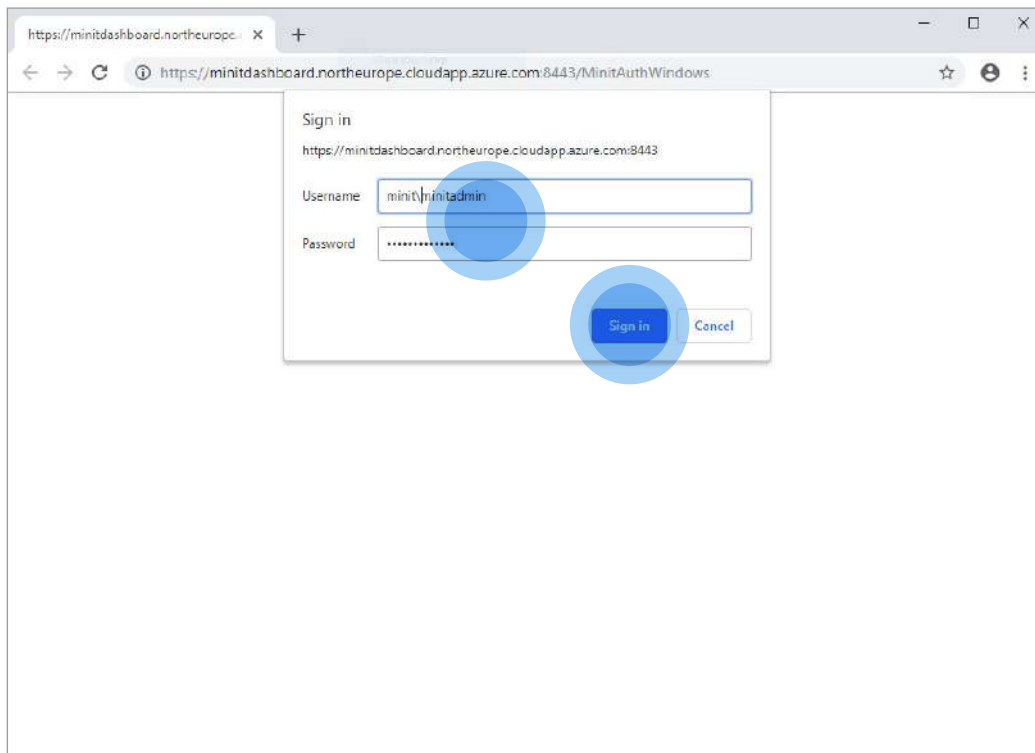 https://minitdashboard.northeurope.
https://minitdashboard.northeurope.cloudapp.azure.com:8443/MinitAuthWindows
Sign in
https://minitdashboard.northeurope.cloudapp.azure.com:8443
Username minit\minitadmin
Password •••••••••••••
Sign in Cancel